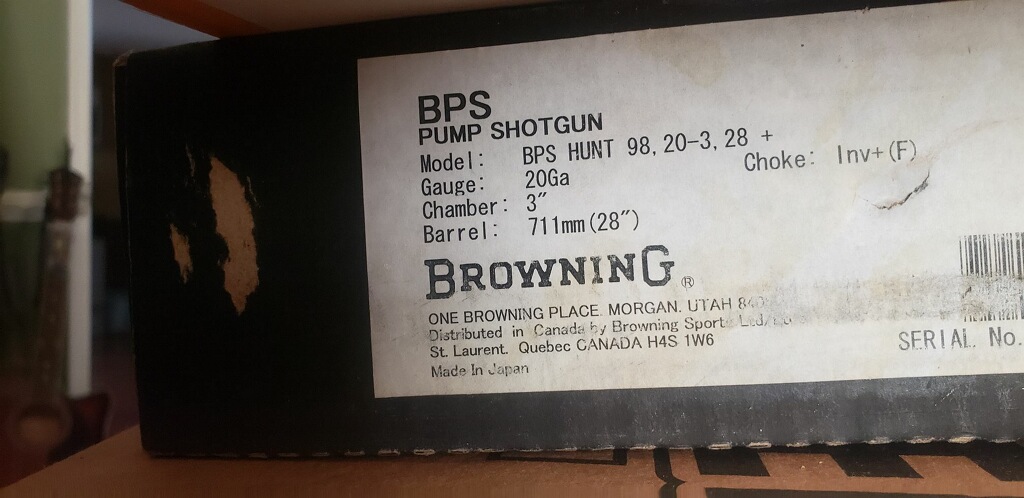 BPS
PUMP SHOTGUN
Model: BPS HUNT 98, 20-3, 28 +
Gauge: 20Ga Choke: Inv+(F)
Chamber: 3"
Barrel: 711mm(28")
BROWNING®
ONE BROWNING PLACE. MORGAN. UTAH
Distributed in Canada by Browning Sports
St. Laurent. Quebec CANADA H4S 1W6
Made In Japan
SERIAL. No.